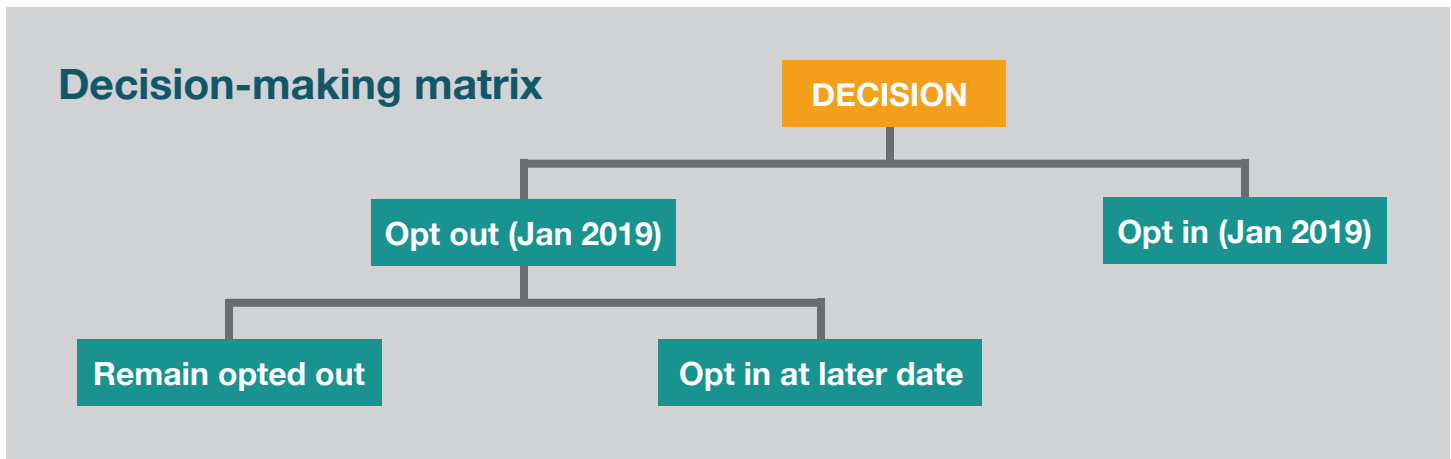 Decision-making matrix
DECISION
Opt out (Jan 2019)
Opt in (Jan 2019)
Remain opted out
Opt in at later date